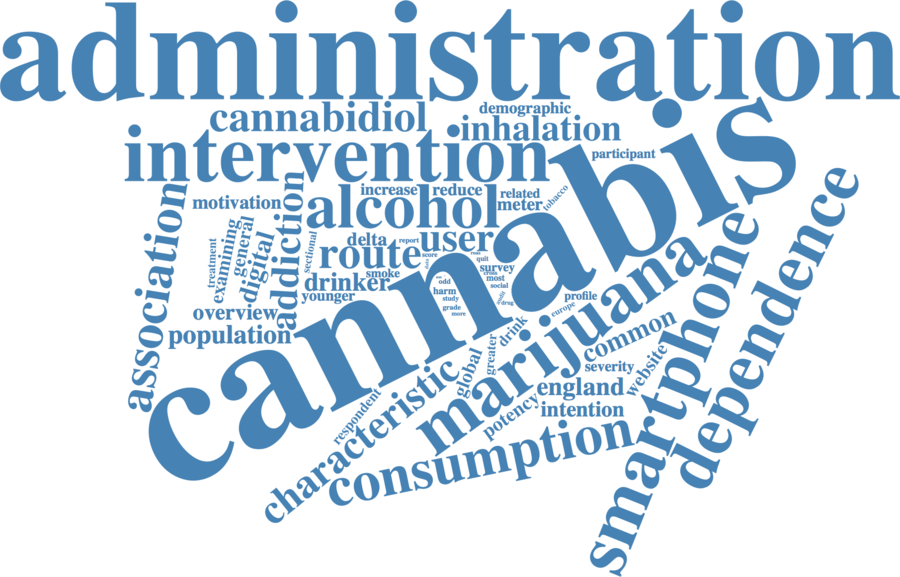 administration
cannabidiol
demographic
inhalation
intervention
participant
cannabis
motivation
increase
reduce
related
meter
tobacco
alcohol
association
treatment
examining
general
digital
addiction
sectional
delta
report
user
route
score
quit
survey
smoke
drinker
younger
odd
most
social
harm
study
grade
more
drug
profile
europe
overview
population
marijuana
smartphone
dependence
common
drink
greater
global
characteristic
respondent
severity
website
england
potency
intention
consumption